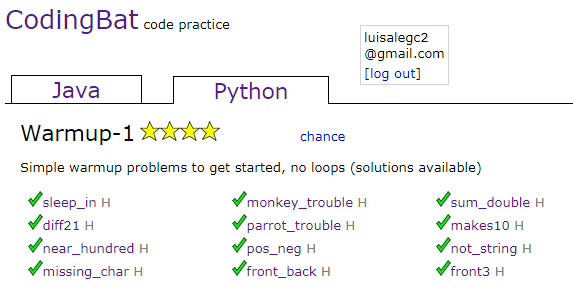 CodingBat code practice
luisalegc2
@gmail.com
[log out]
Java
Python
Warmup-1
chance
Simple warmup problems to get started, no loops (solutions available)
sleep_in H monkey_trouble H sum_double H
diff21 H parrot_trouble H makes10 H
near_hundred H pos_neg H not_string H
missing_char H front_back H front3 H